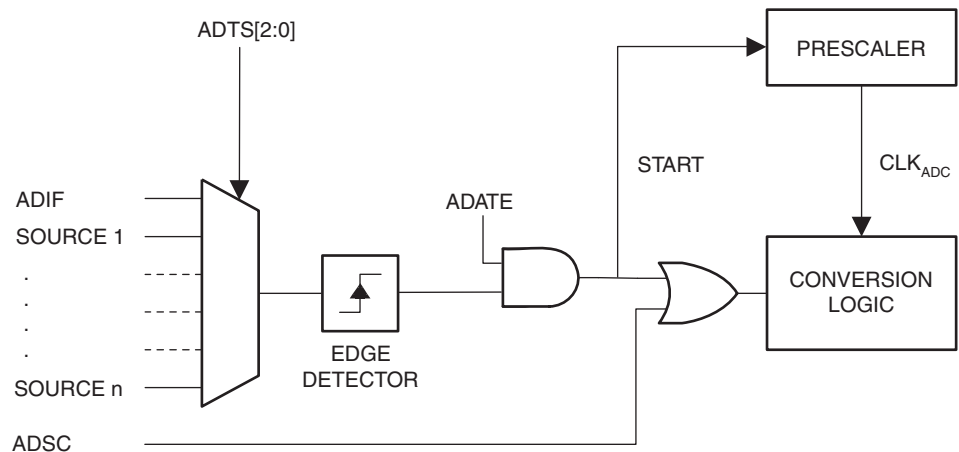 ADTS[2:0]
PRESCALER
START
CLKADC
ADIF
ADATE
SOURCE 1
.
.
.
.
CONVERSION
LOGIC
EDGE
DETECTOR
SOURCE n
ADSC